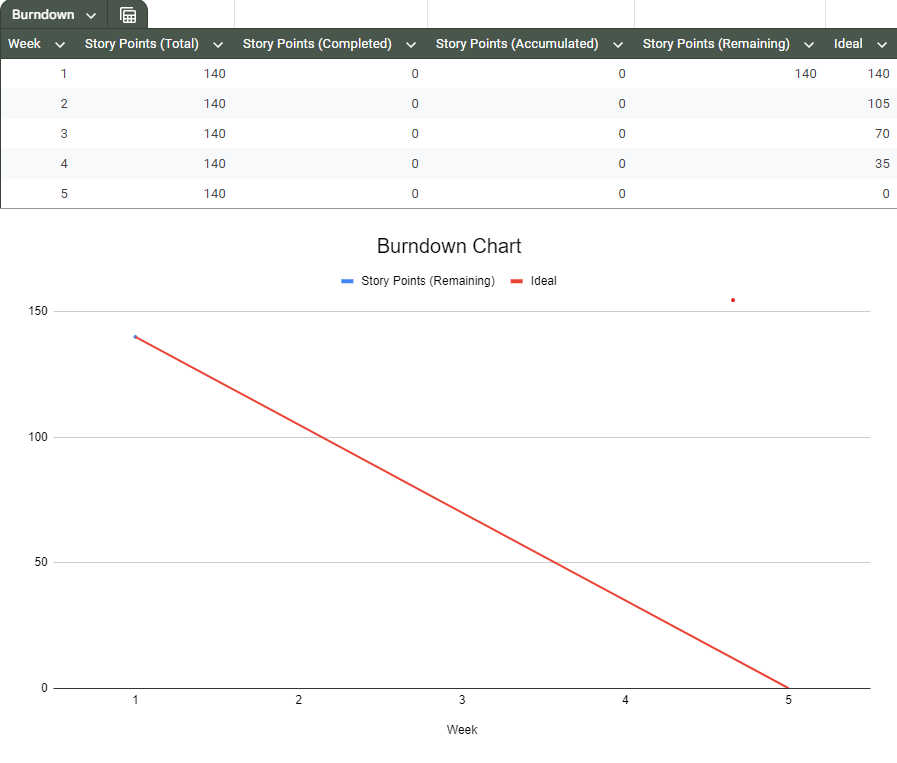 Burndown
Week Story Points (Total) Story Points (Completed) Story Points (Accumulated) Story Points (Remaining) Ideal
1 140 0 0 140 140
2 140 0 0 105
3 140 0 0 70
4 140 0 0 35
5 140 0 0 0
Burndown Chart
Story Points (Remaining) Ideal
150
100
50
0
1 2 3 4 5
Week